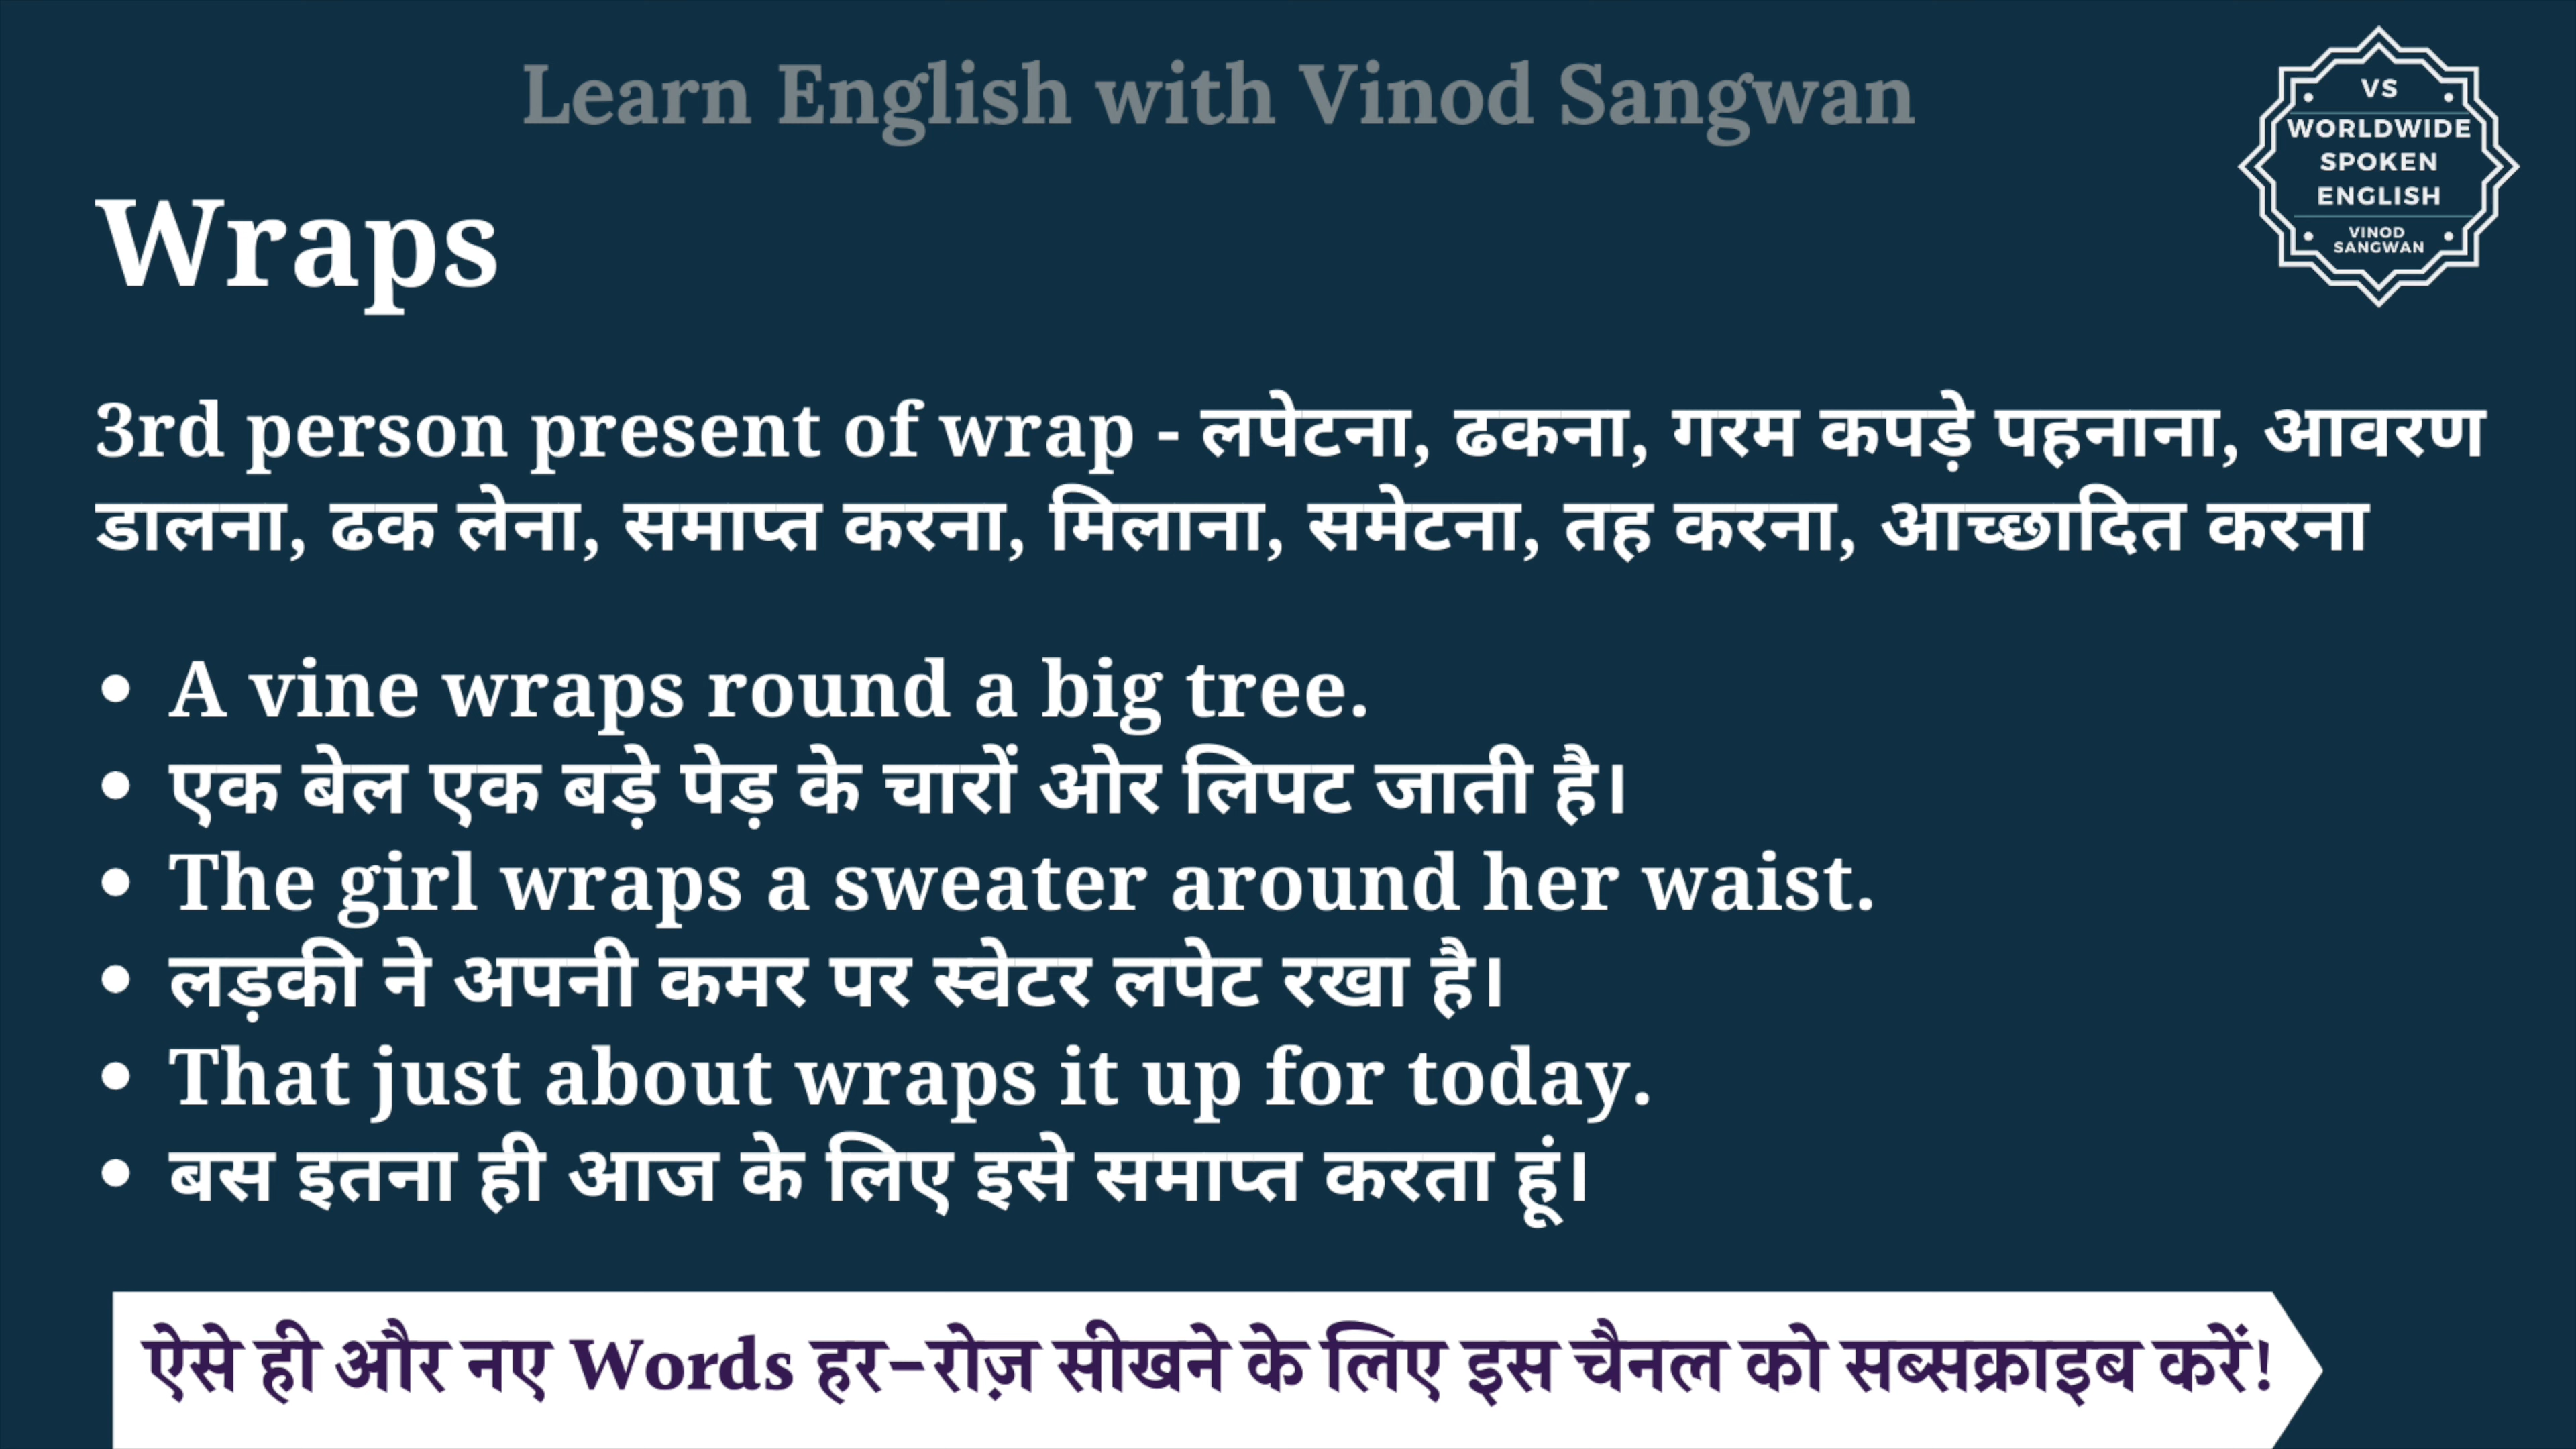 Learn English with Vinod Sangwan
VS
WORLDWIDE
SPOKEN
ENGLISH
VINOD
SANGWAN
Wraps
3rd person present of wrap - लपेटना, ढकना, गरम कपड़े पहनाना, आवरण
डालना, ढक लेना, समाप्त करना, मिलाना, समेटना, तह करना, आच्छादित करना
• A vine wraps round a big tree.
• एक बेल एक बड़े पेड़ के चारों ओर लिपट जाती है।
• The girl wraps a sweater around her waist.
• लड़की ने अपनी कमर पर स्वेटर लपेट रखा है।
• That just about wraps it up for today.
• बस इतना ही आज के लिए इसे समाप्त करता हूं।
ऐसे ही और नए Words हर-रोज़ सीखने के लिए इस चैनल को सब्सक्राइब करें!